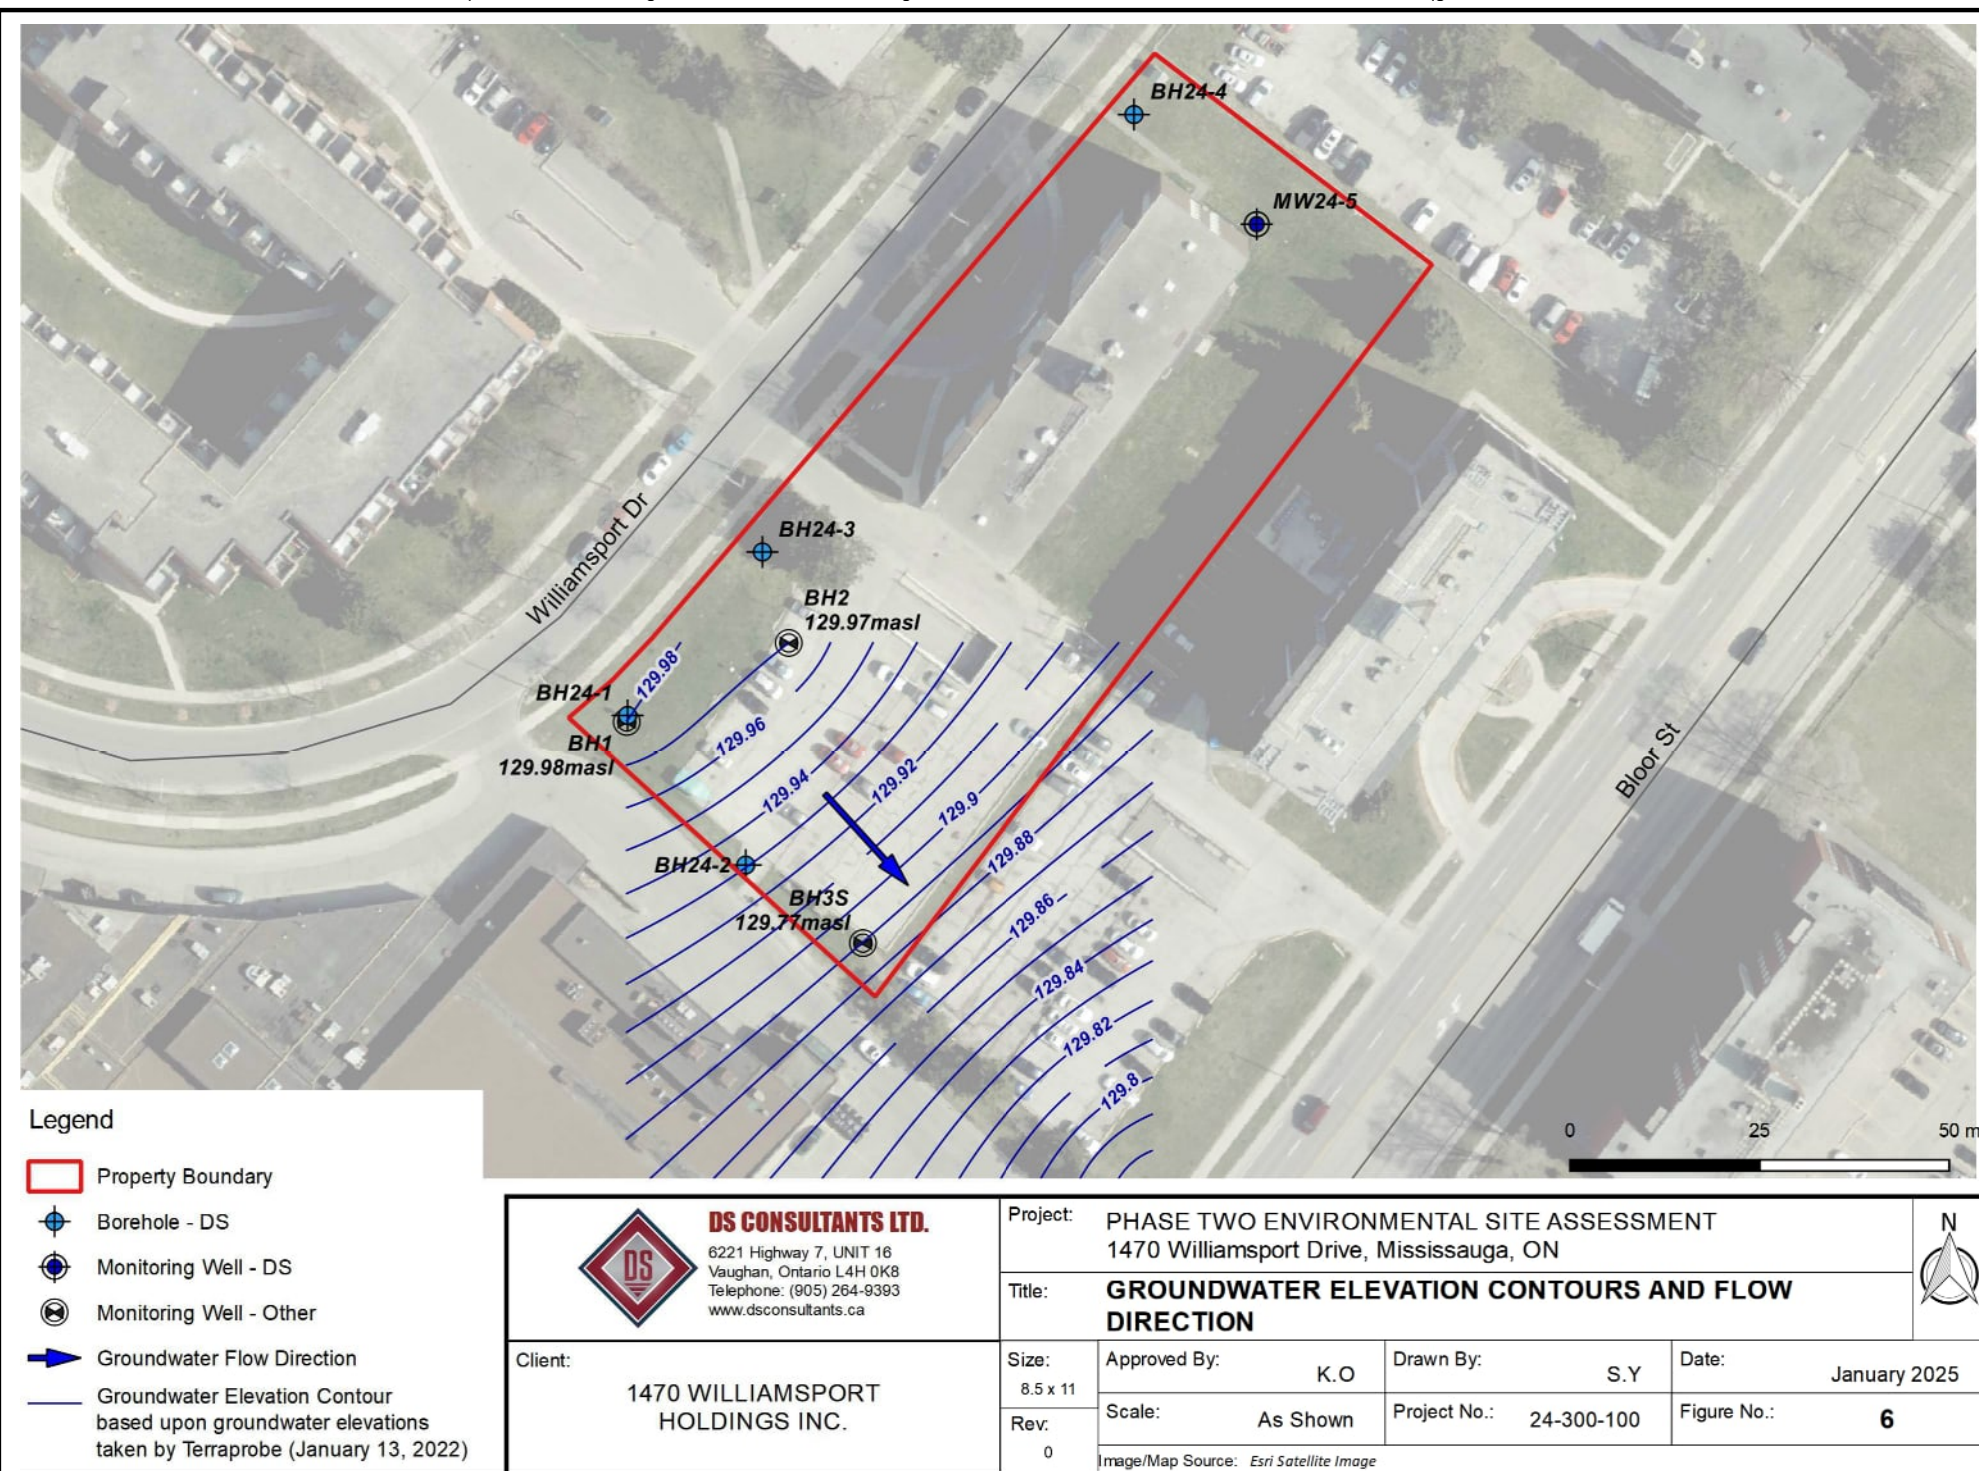 BH24-4
MW24-5
Williamsport Dr
BH24-3
BH2
129.97masl
129.98
BH24-1
BH1
129.98masl
129.96
129.94
129.92
129.9
129.88
BH24-2
BH3S
129.77masl
129.86
129.84
129.82
129.8
Bloor St
0 25 50 m
Legend
Property Boundary
Borehole - DS
Monitoring Well - DS
Monitoring Well - Other
Groundwater Flow Direction
Groundwater Elevation Contour
based upon groundwater elevations
taken by Terraprobe (January 13, 2022)
DS
DS CONSULTANTS LTD.
6221 Highway 7, UNIT 16
Vaughan, Ontario L4H 0K8
Telephone: (905) 264-9393
www.dsconsultants.ca
Client:
1470 WILLIAMSPORT
HOLDINGS INC.
Project: PHASE TWO ENVIRONMENTAL SITE ASSESSMENT
1470 Williamsport Drive, Mississauga, ON
Title: GROUNDWATER ELEVATION CONTOURS AND FLOW
DIRECTION
N
Size:
8.5 x 11
Approved By: K.O
Drawn By: S.Y
Date: January 2025
Rev:
0
Scale: As Shown
Project No.: 24-300-100
Figure No.: 6
Image/Map Source: Esri Satellite Image